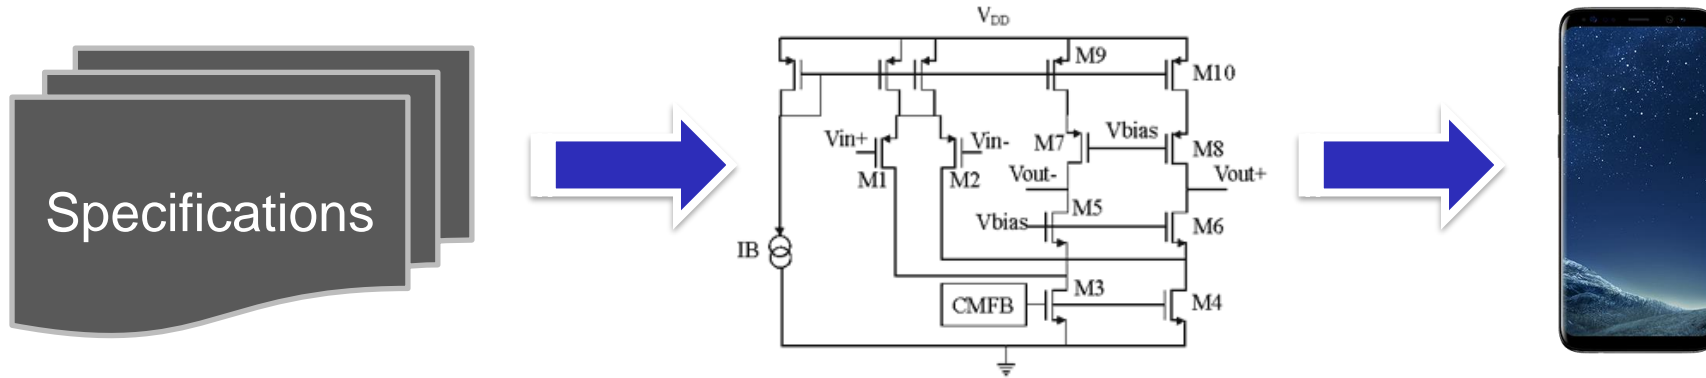 Specifications
V_DD
M9
M10
Vin+
Vin-
M7
Vbias
M8
M1
M2
Vout-
Vout+
M5
Vbias
M6
IB
M3
CMFB
M4